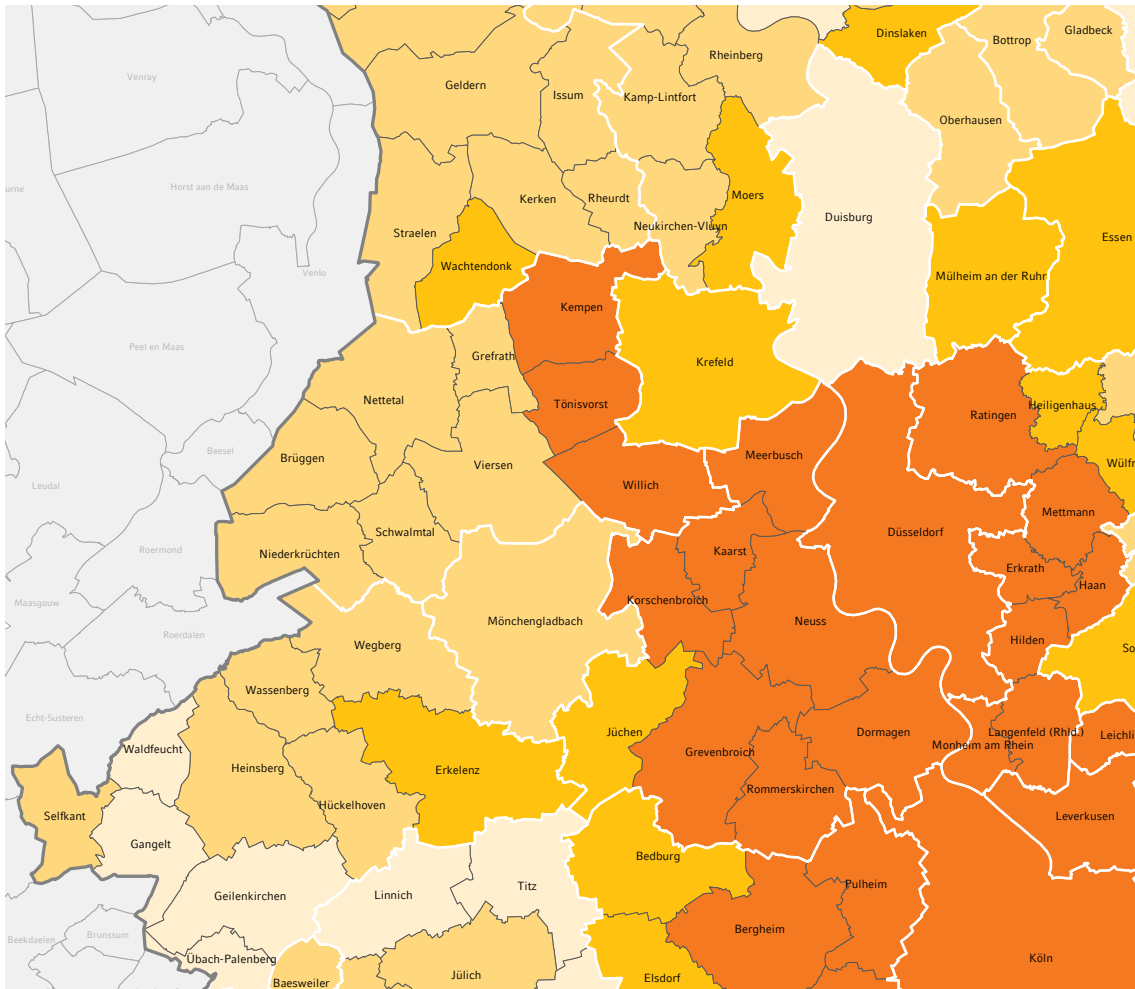 Dinslaken
Gladbeck
Bottrop
Rheinberg
Venray
Geldern
Issum
Kamp-Lintfort
Oberhausen
Horst aan de Maas
urne
Kerken
Rheurdt
Moers
Duisburg
Neukirchen-Vluyn
Straelen
Essen
Venlo
Wachtendonk
Mülheim an der Ruhr
Kempen
Peel en Maas
Grefrath
Krefeld
Nettetal
Tönisvorst
Heiligenhaus
Ratingen
Beesel
Brüggen
Viersen
Meerbusch
Wülfr
Leudal
Willich
Mettmann
Schwalmtal
Düsseldorf
Roermond
Niederkrüchten
Kaarst
Erkrath
Haan
Maasgouw
Korschenbroich
Mönchengladbach
Neuss
Roerdalen
Wegberg
Hilden
So
Wassenberg
Echt-Susteren
Jüchen
Dormagen
Langenfeld (Rhld.)
Leichli
Monheim am Rhein
Waldfeucht
Grevenbroich
Heinsberg
Erkelenz
Rommerskirchen
Hückelhoven
Selfkant
Leverkusen
Gangelt
Bedburg
Pulheim
Titz
Geilenkirchen
Linnich
Bergheim
Brunssum
Beekdaelen
Übach-Palenberg
Köln
Jülich
Elsdorf
Baesweiler